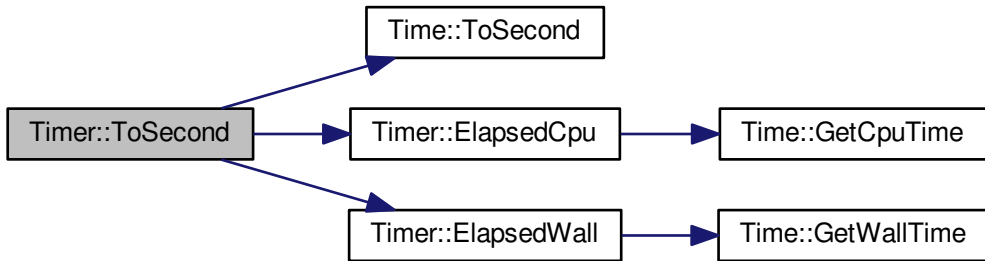 Time::ToSecond
Timer::ToSecond
Timer::ElapsedCpu
Time::GetCpuTime
Timer::ElapsedWall
Time::GetWallTime